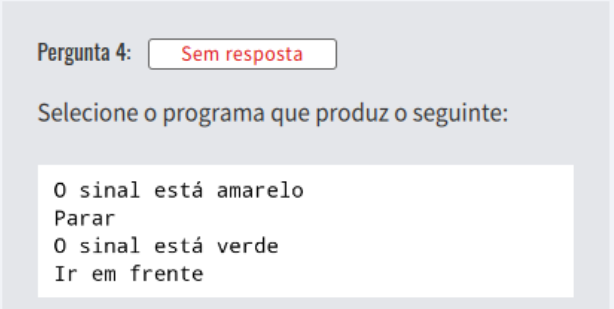 Pergunta 4: Sem resposta
Selecione o programa que produz o seguinte:
O sinal está amarelo
Parar
O sinal está verde
Ir em frente